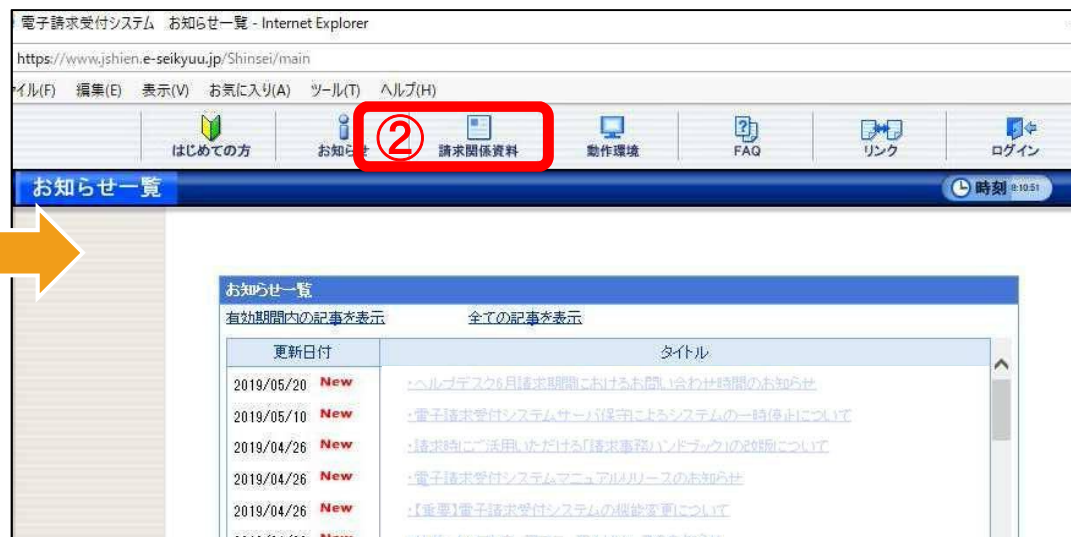 電子請求受付システム お知らせ一覧 - Internet Explorer
https://www.jshien.e-seikyuu.jp/Shinsei/main
イル(F) 編集(E) 表示(V) お気に入り(A) ツール(T) ヘルプ(H)
はじめての方 お知らせ ② 請求関係資料 動作環境 FAQ リンク ログイン
お知らせ一覧 時刻 8:10:51
お知らせ一覧
有効期間内の記事を表示 全ての記事を表示
更新日付 タイトル
2019/05/20 New ・ヘルプデスク6月請求期間におけるお問い合わせ時間のお知らせ
2019/05/10 New ・電子請求受付システムサーバ保守によるシステムの一時停止について
2019/04/26 New ・請求時にご活用いただける「請求事務ハンドブック」の改版について
2019/04/26 New ・電子請求受付システムマニュアルリリースのお知らせ
2019/04/26 New ・【重要】電子請求受付システムの機能変更について